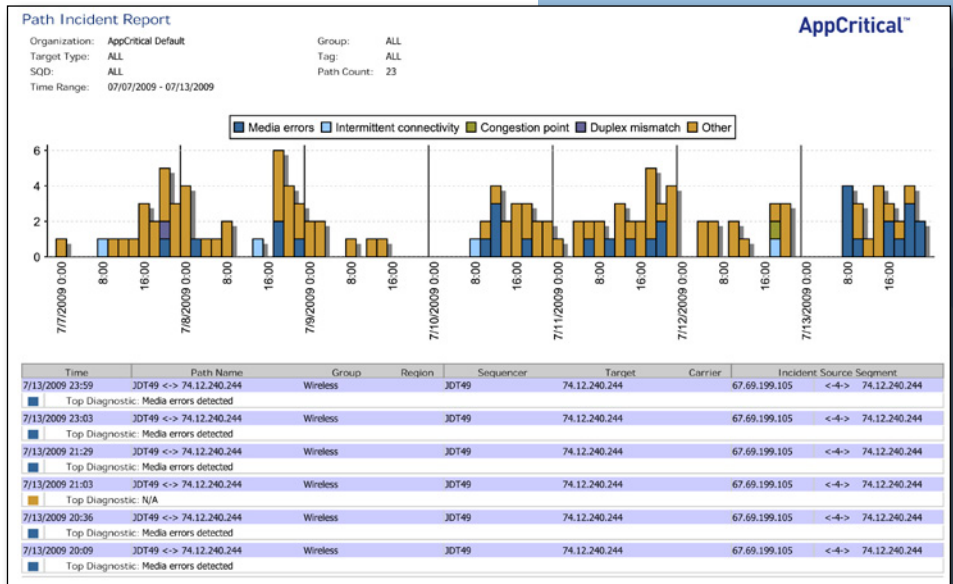 Path Incident Report
AppCritical™
Organization: AppCritical Default Group: ALL
Target Type: ALL Tag: ALL
SQD: ALL Path Count: 23
Time Range: 07/07/2009 - 07/13/2009
Media errors Intermittent connectivity Congestion point Duplex mismatch Other
6
4
2
0
7/7/2009 0:00 8:00 16:00 7/8/2009 0:00 8:00 16:00 7/9/2009 0:00 8:00 16:00 7/10/2009 0:00 8:00 16:00 7/11/2009 0:00 8:00 16:00 7/12/2009 0:00 8:00 16:00 7/13/2009 0:00 8:00 16:00
Time Path Name Group Region Sequencer Target Carrier Incident Source Segment
7/13/2009 23:59 JDT49 <-> 74.12.240.244 Wireless JDT49 74.12.240.244 67.69.199.105 <-4-> 74.12.240.244
Top Diagnostic: Media errors detected
7/13/2009 23:03 JDT49 <-> 74.12.240.244 Wireless JDT49 74.12.240.244 67.69.199.105 <-4-> 74.12.240.244
Top Diagnostic: Media errors detected
7/13/2009 21:29 JDT49 <-> 74.12.240.244 Wireless JDT49 74.12.240.244 67.69.199.105 <-4-> 74.12.240.244
Top Diagnostic: Media errors detected
7/13/2009 21:03 JDT49 <-> 74.12.240.244 Wireless JDT49 74.12.240.244 67.69.199.105 <-4-> 74.12.240.244
Top Diagnostic: N/A
7/13/2009 20:36 JDT49 <-> 74.12.240.244 Wireless JDT49 74.12.240.244 67.69.199.105 <-4-> 74.12.240.244
Top Diagnostic: Media errors detected
7/13/2009 20:09 JDT49 <-> 74.12.240.244 Wireless JDT49 74.12.240.244 67.69.199.105 <-4-> 74.12.240.244
Top Diagnostic: Media errors detected